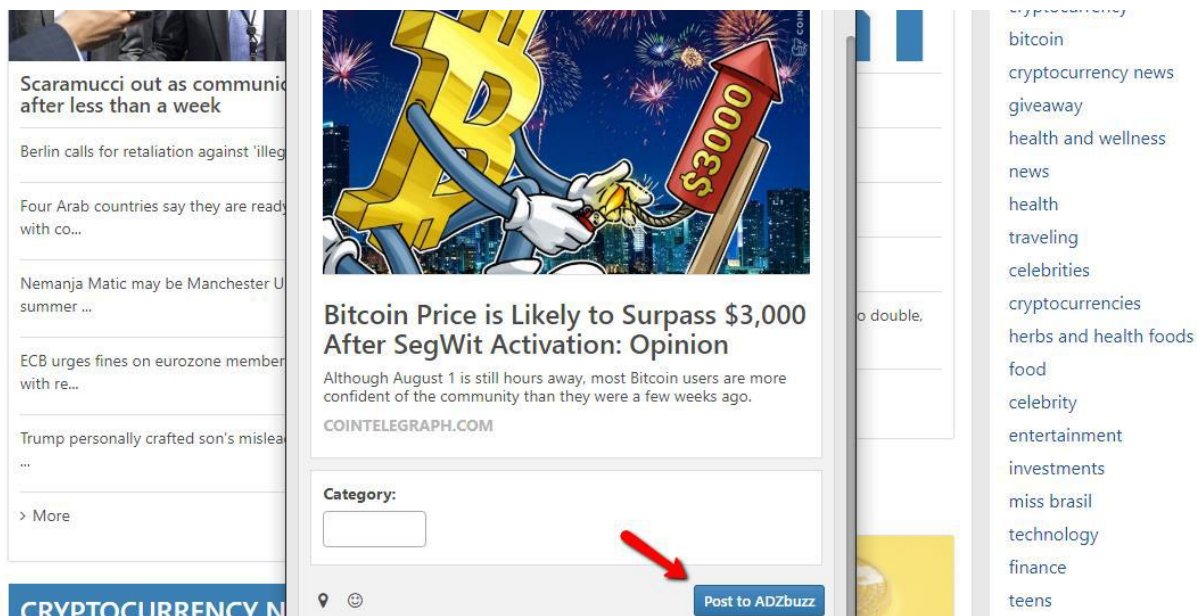 Scaramucci out as communic
after less than a week
Berlin calls for retaliation against 'illeg
Four Arab countries say they are ready
with co...
Nemanja Matic may be Manchester U
summer ...
ECB urges fines on eurozone member
with re...
Trump personally crafted son's mislea
...
> More
CRYPTOCURRENCY N
COIN
$3000
Bitcoin Price is Likely to Surpass $3,000
After SegWit Activation: Opinion
Although August 1 is still hours away, most Bitcoin users are more
confident of the community than they were a few weeks ago.
COINTELEGRAPH.COM
Category:
Post to ADZbuzz
o double,
cryptocurrency
bitcoin
cryptocurrency news
giveaway
health and wellness
news
health
traveling
celebrities
cryptocurrencies
herbs and health foods
food
celebrity
entertainment
investments
miss brasil
technology
finance
teens